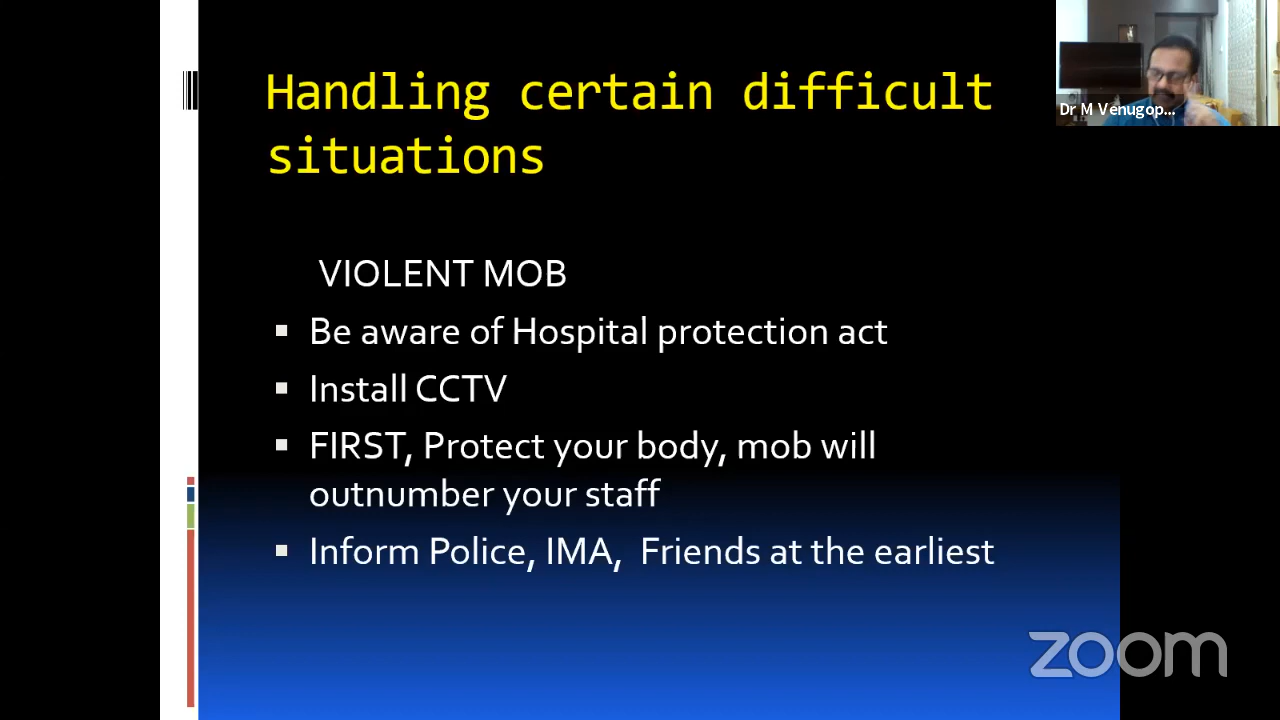 Handling certain difficult
situations
VIOLENT MOB
Be aware of Hospital protection act
Install CCTV
FIRST, Protect your body, mob will
outnumber your staff
Inform Police, IMA, Friends at the earliest
Dr M Venugop...
zoom